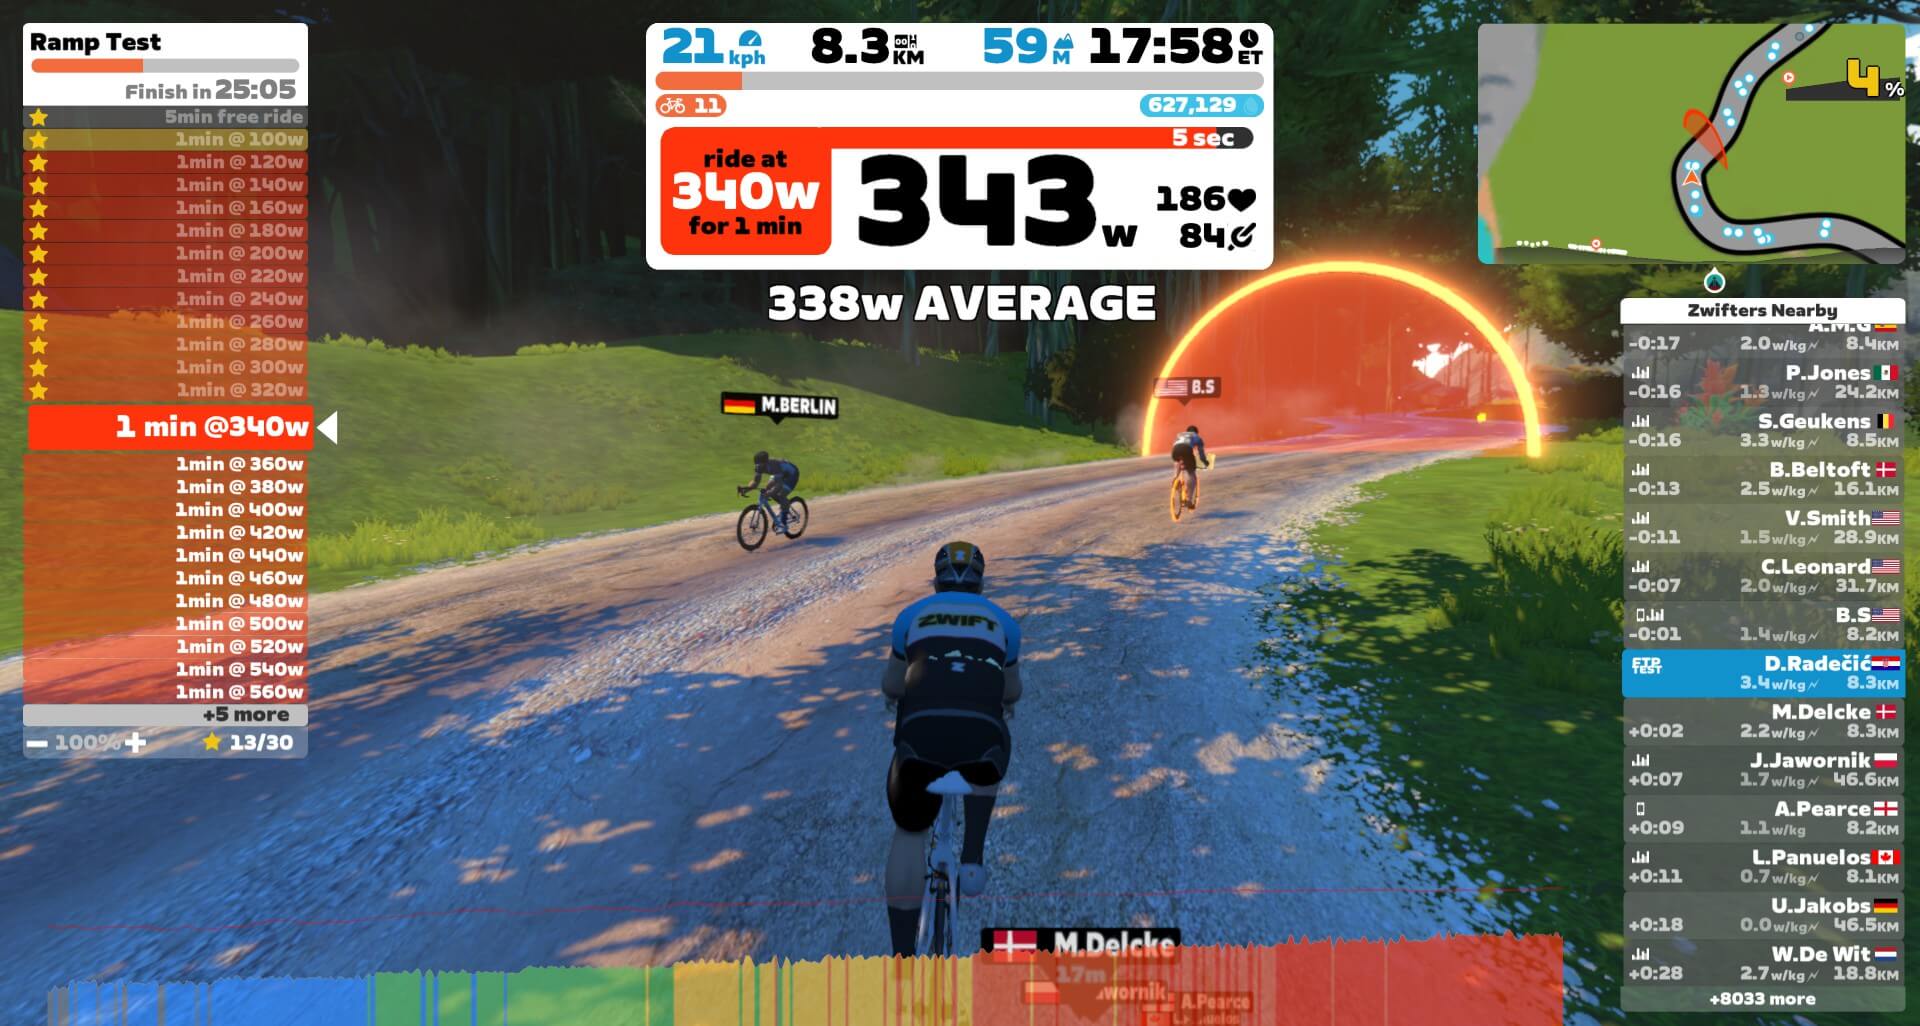 Ramp Test
Finish in 25:05
5min free ride
1min @ 100w
1min @ 120w
1min @ 140w
1min @ 160w
1min @ 180w
1min @ 200w
1min @ 220w
1min @ 240w
1min @ 260w
1min @ 280w
1min @ 300w
1min @ 320w
1 min @340w
1min @ 360w
1min @ 380w
1min @ 400w
1min @ 420w
1min @ 440w
1min @ 460w
1min @ 480w
1min @ 500w
1min @ 520w
1min @ 540w
1min @ 560w
+5 more
− 100% + 13/30
21 kph 8.3 KM 59 M 17:58 ET
11 627,129
5 sec
ride at
340w
for 1 min
343 w
186
84
338w AVERAGE
M.BERLIN
B.S
ZWIFT
Z
M.Delcke
17m
A.Pearce
4 %
Zwifters Nearby
A.M.G
-0:17 2.0 w/kg 8.4 KM
P.Jones
-0:16 1.3 w/kg 24.2 KM
S.Geukens
-0:16 3.3 w/kg 8.5 KM
B.Beltoft
-0:13 2.5 w/kg 16.1 KM
V.Smith
-0:11 1.5 w/kg 28.9 KM
C.Leonard
-0:07 2.0 w/kg 31.7 KM
B.S
-0:01 1.4 w/kg 8.2 KM
FTP TEST D.Radečić
3.4 w/kg 8.3 KM
M.Delcke
+0:02 2.2 w/kg 8.3 KM
J.Jawornik
+0:07 1.7 w/kg 46.6 KM
A.Pearce
+0:09 1.1 w/kg 8.2 KM
L.Panuelos
+0:11 0.7 w/kg 8.1 KM
U.Jakobs
+0:18 0.0 w/kg 46.5 KM
W.De Wit
+0:28 2.7 w/kg 18.8 KM
+8033 more